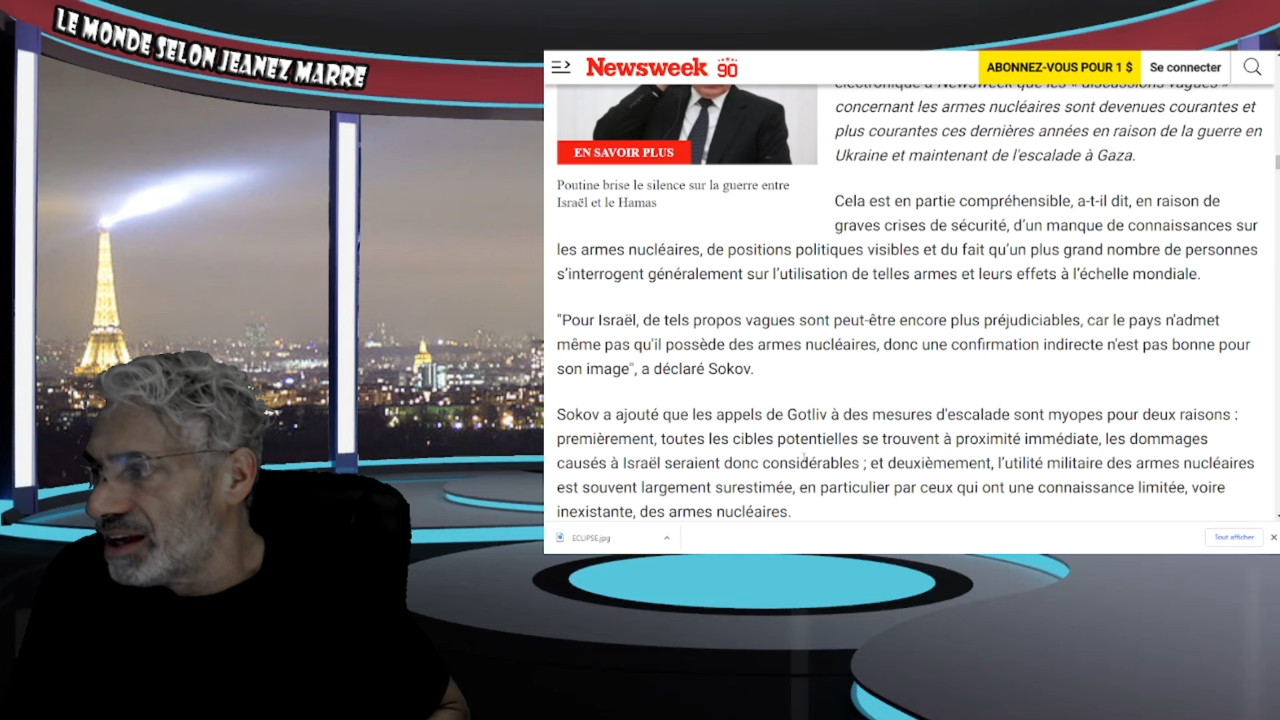 LE MONDE SELON JEANEZ MARRE
Newsweek 90
ABONNEZ-VOUS POUR 1 $
Se connecter
électronique à Newsweek que les « discussions vagues »
concernant les armes nucléaires sont devenues courantes et
plus courantes ces dernières années en raison de la guerre en
Ukraine et maintenant de l'escalade à Gaza.
EN SAVOIR PLUS
Poutine brise le silence sur la guerre entre
Israël et le Hamas
Cela est en partie compréhensible, a-t-il dit, en raison de
graves crises de sécurité, d’un manque de connaissances sur
les armes nucléaires, de positions politiques visibles et du fait qu’un plus grand nombre de personnes
s’interrogent généralement sur l’utilisation de telles armes et leurs effets à l’échelle mondiale.
"Pour Israël, de tels propos vagues sont peut-être encore plus préjudiciables, car le pays n'admet
même pas qu'il possède des armes nucléaires, donc une confirmation indirecte n'est pas bonne pour
son image", a déclaré Sokov.
Sokov a ajouté que les appels de Gotliv à des mesures d'escalade sont myopes pour deux raisons :
premièrement, toutes les cibles potentielles se trouvent à proximité immédiate, les dommages
causés à Israël seraient donc considérables ; et deuxièmement, l’utilité militaire des armes nucléaires
est souvent largement surestimée, en particulier par ceux qui ont une connaissance limitée, voire
inexistante, des armes nucléaires.
ECLIPSE.jpg
Tout afficher